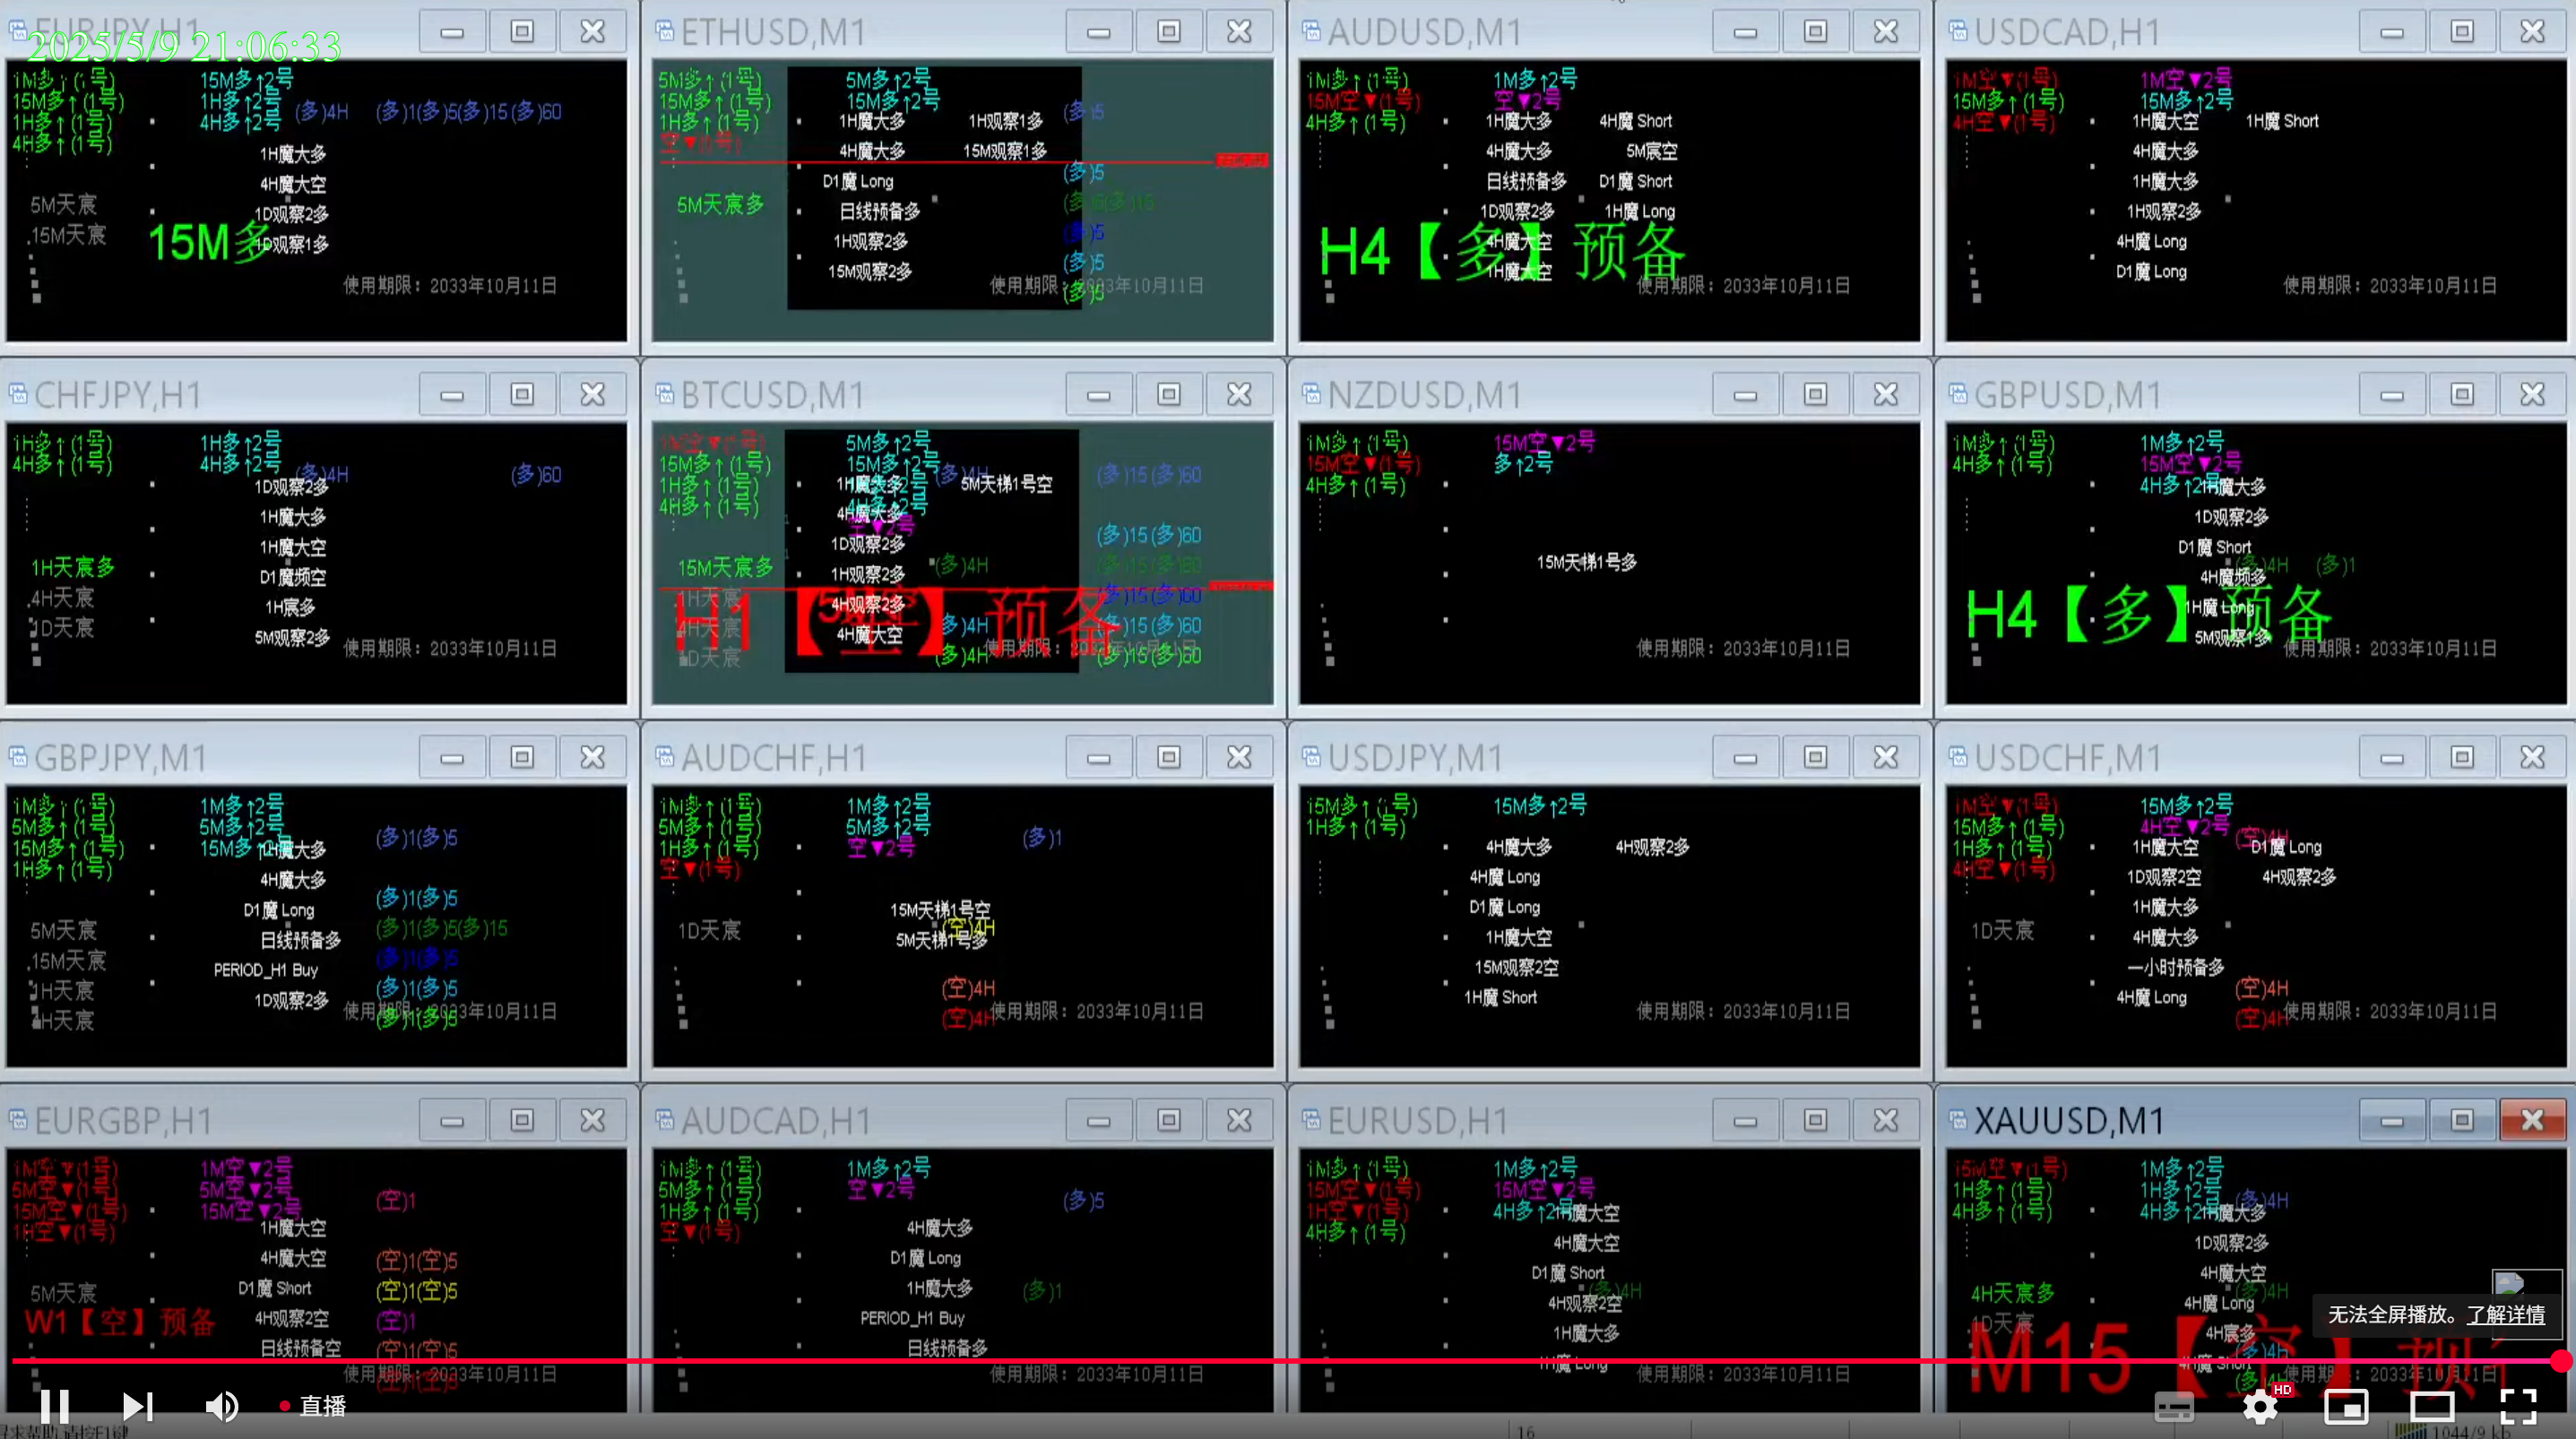 EURJPY,H1
2025/5/9 21:06:33
1M多↑(1号)
15M多↑(1号)
1H多↑(1号)
4H多↑(1号)
15M多↑2号
1H多↑2号
4H多↑2号
(多)4H (多)1(多)5(多)15(多)60
1H魔大多
4H魔大空
1D观察2多
1D观察1多
5M天宸
15M天宸
15M多
使用期限：2033年10月11日
ETHUSD,M1
5M多↑(1号)
15M多↑(1号)
1H多↑(1号)
空▼(1号)
5M多↑2号
15M多↑2号
1H魔大多 1H观察1多
4H魔大多 15M观察1多
D1魔 Long
日线预备多
1H观察2多
15M观察2多
5M天宸多
(多)5
(多)5
(多)5
(多)5
(多)5
AUDUSD,M1
1M多↑(1号)
15M空▼(1号)
4H多↑(1号)
1M多↑2号
空▼2号
1H魔大多 4H魔 Short
4H魔大多 5M宸空
日线预备多 D1魔 Short
1D观察2多 1H魔 Long
4H魔大空
1H魔大空
H4【多】预备
使用期限：2033年10月11日
USDCAD,H1
1M空▼(1号)
15M多↑(1号)
4H空▼(1号)
1M空▼2号
15M多↑2号
1H魔大空 1H魔 Short
4H魔大多
1H魔大多
1H观察2多
4H魔 Long
D1魔 Long
使用期限：2033年10月11日
CHFJPY,H1
1H多↑(1号)
4H多↑(1号)
1H多↑2号
4H多↑2号
(多)4H (多)60
1D观察2多
1H魔大多
1H魔大空
D1魔频空
1H宸多
5M观察2多
1H天宸多
4H天宸
1D天宸
使用期限：2033年10月11日
BTCUSD,M1
1M空▼(1号)
15M多↑(1号)
1H多↑(1号)
4H多↑(1号)
5M多↑2号
15M多↑2号
空▼2号
1H魔大多 5M天梯1号空
4H魔大多
1D观察2多
1H观察2多
4H观察2多
4H魔大空
15M天宸多
1H天宸
4H天宸
1D天宸
(多)4H (多)15(多)60
(多)15(多)60
(多)4H (多)15(多)60
(多)15(多)60
(多)4H (多)15(多)60
(多)4H (多)15(多)60
NZDUSD,M1
1M多↑(1号)
15M空▼(1号)
4H多↑(1号)
15M空▼2号
多↑2号
15M天梯1号多
使用期限：2033年10月11日
GBPUSD,M1
1M多↑(1号)
4H多↑(1号)
1M多↑2号
15M空▼2号
4H多↑2号
1H魔大多
1D观察2多
D1魔 Short
4H魔频多
1H魔 Long
5M观察1多
(多)4H (多)1
H4【多】预备
使用期限：2033年10月11日
GBPJPY,M1
1M多↑(1号)
5M多↑(1号)
15M多↑(1号)
1H多↑(1号)
1M多↑2号
5M多↑2号
15M多↑2号
1H魔大多
4H魔大多
D1魔 Long
日线预备多
PERIOD_H1 Buy
1D观察2多
(多)1(多)5
(多)1(多)5
(多)1(多)5(多)15
(多)1(多)5
(多)1(多)5
(多)1(多)5
5M天宸
15M天宸
1H天宸
4H天宸
使用期限：2033年10月11日
AUDCHF,H1
1M多↑(1号)
5M多↑(1号)
1H多↑(1号)
空▼(1号)
1M多↑2号
5M多↑2号
空▼2号
(多)1
15M天梯1号空
5M天梯1号多
(空)4H
(空)4H
(空)4H
1D天宸
使用期限：2033年10月11日
USDJPY,M1
15M多↑(1号)
1H多↑(1号)
15M多↑2号
4H魔大多 4H观察2多
4H魔 Long
D1魔 Long
1H魔大空
15M观察2空
1H魔 Short
使用期限：2033年10月11日
USDCHF,M1
1M空▼(1号)
15M多↑(1号)
1H多↑(1号)
4H空▼(1号)
15M多↑2号
4H空▼2号
(空)4H
1H魔大空 D1魔 Long
1D观察2空 4H观察2多
1H魔大多
4H魔大多
一小时预备多
4H魔 Long
1D天宸
(空)4H
(空)4H
使用期限：2033年10月11日
EURGBP,H1
1M空▼(1号)
5M空▼(1号)
15M空▼(1号)
1H空▼(1号)
1M空▼2号
5M空▼2号
15M空▼2号
1H魔大空
4H魔大空
D1魔 Short
4H观察2空
日线预备空
(空)1
(空)1(空)5
(空)1(空)5
(空)1
(空)1(空)5
5M天宸
W1【空】预备
使用期限：2033年10月11日
AUDCAD,H1
1M多↑(1号)
5M多↑(1号)
1H多↑(1号)
空▼(1号)
1M多↑2号
空▼2号
(多)5
4H魔大多
D1魔 Long
1H魔大多
(多)1
PERIOD_H1 Buy
日线预备多
使用期限：2033年10月11日
EURUSD,H1
1M多↑(1号)
15M空▼(1号)
1H空▼(1号)
4H多↑(1号)
1M多↑2号
15M空▼2号
4H多↑2号
1H魔大空
4H魔大空
D1魔 Short
(多)4H
4H观察2空
1H魔大多
1H魔 Long
使用期限：2033年10月11日
XAUUSD,M1
15M空▼(1号)
1H多↑(1号)
4H多↑(1号)
1M多↑2号
1H多↑2号
4H多↑2号
(多)4H
1H魔大多
1D观察2多
4H魔大空
4H魔 Long
4H宸多
4H天宸多
1D天宸
(多)4H
(多)4H
M15【空】预
无法全屏播放。了解详情
直播
HD
16